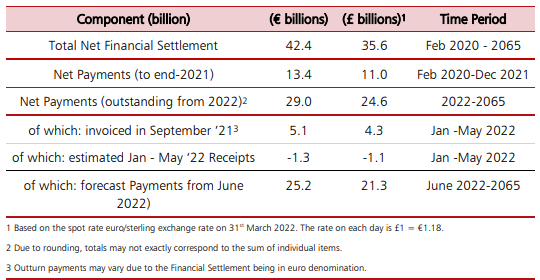 Component (billion) (€ billions) (£ billions)1 Time Period
Total Net Financial Settlement 42.4 35.6 Feb 2020 - 2065
Net Payments (to end-2021) 13.4 11.0 Feb 2020-Dec 2021
Net Payments (outstanding from 2022)2 29.0 24.6 2022-2065
of which: invoiced in September ‘213 5.1 4.3 Jan -May 2022
of which: estimated Jan - May ‘22 Receipts -1.3 -1.1 Jan -May 2022
of which: forecast Payments from June 25.2 21.3 June 2022-2065
2022)
1 Based on the spot rate euro/sterling exchange rate on 31st March 2022. The rate on each day is £1 = €1.18.
2 Due to rounding, totals may not exactly correspond to the sum of individual items.
3 Outturn payments may vary due to the Financial Settlement being in euro denomination.